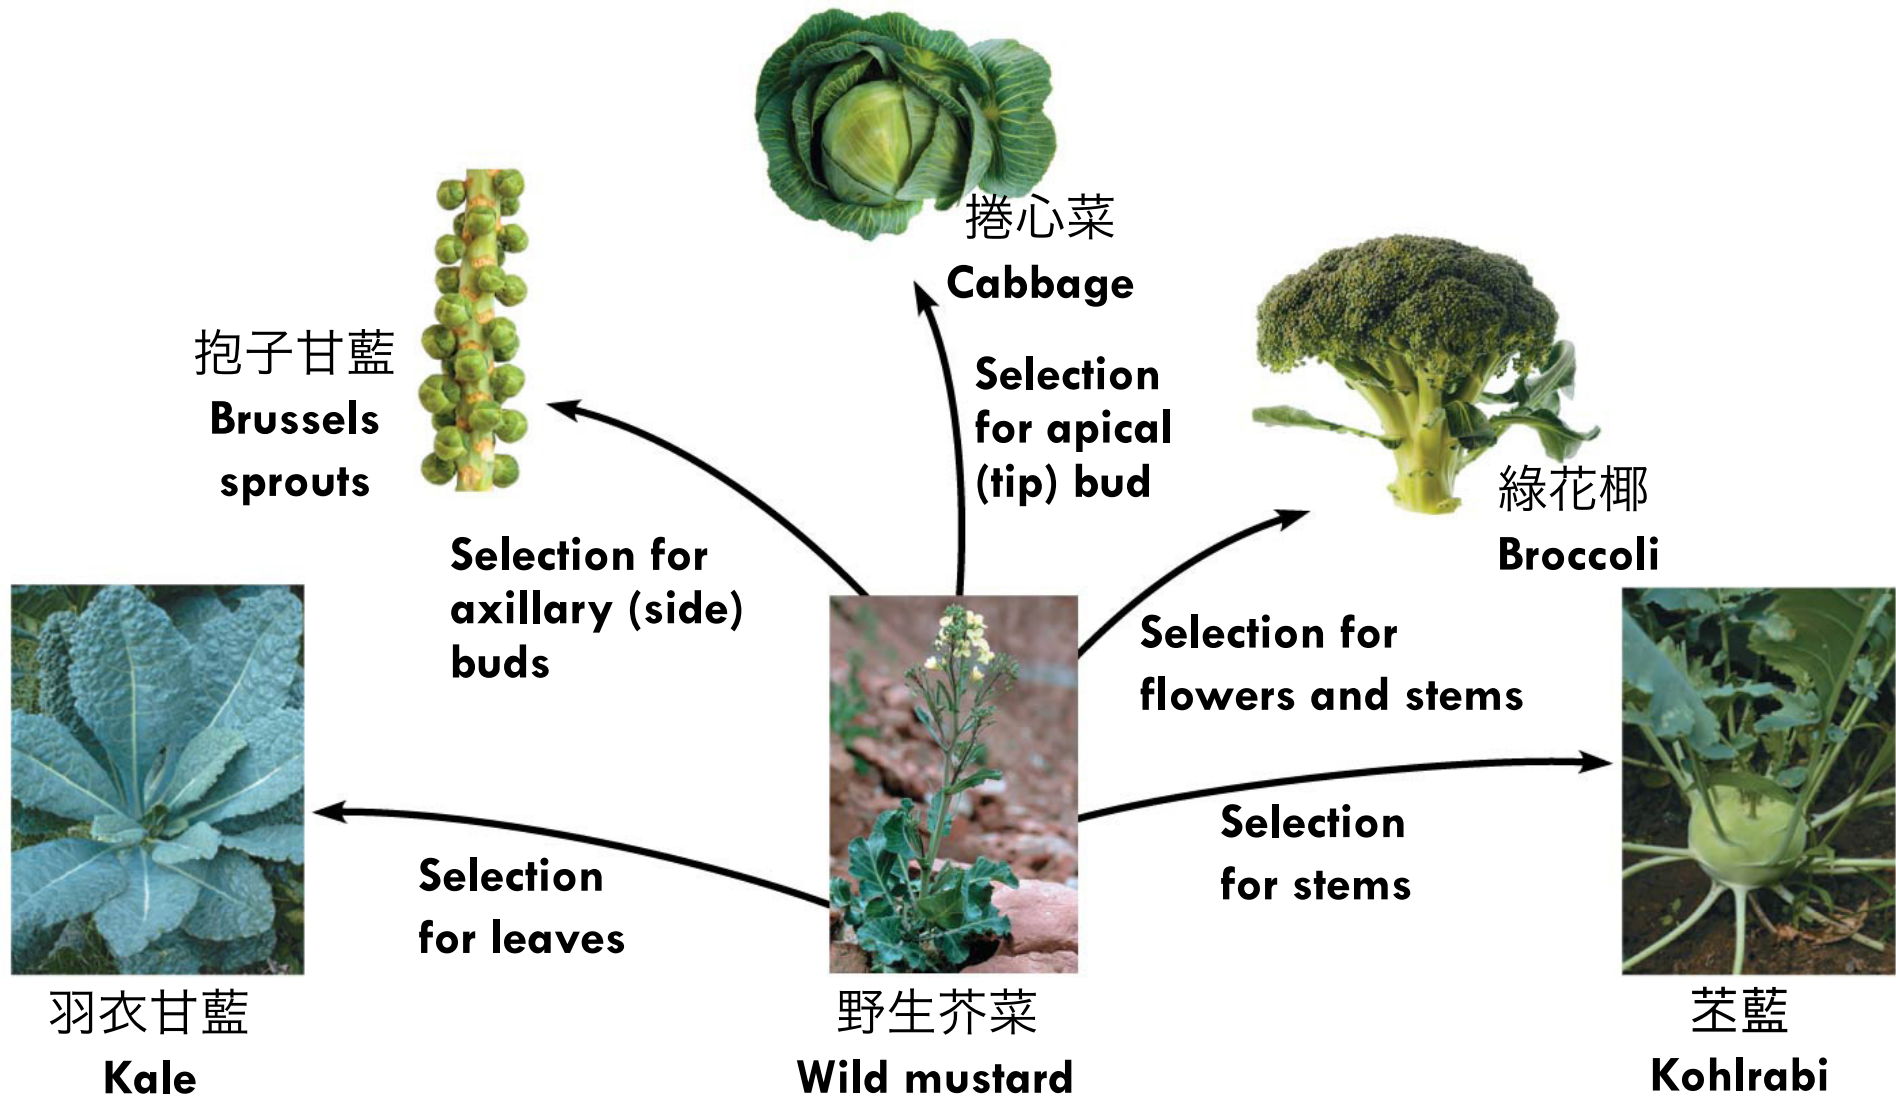 捲心菜
Cabbage
抱子甘藍
Brussels
sprouts
Selection
for apical
(tip) bud
綠花椰
Broccoli
Selection for
axillary (side)
buds
Selection for
flowers and stems
Selection
for stems
Selection
for leaves
羽衣甘藍
Kale
野生芥菜
Wild mustard
苤藍
Kohlrabi